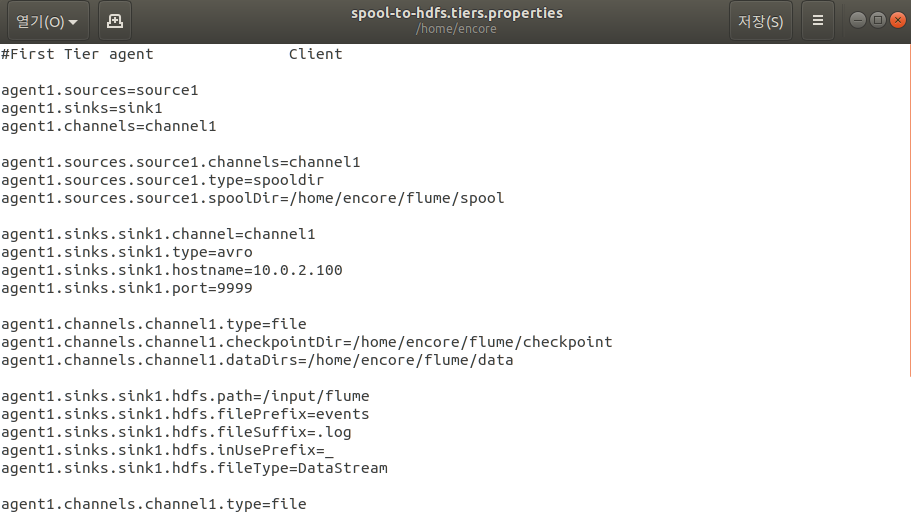 열기(O)
spool-to-hdfs.tiers.properties
/home/encore
저장(S)
#First Tier agent               Client
agent1.sources=source1
agent1.sinks=sink1
agent1.channels=channel1
agent1.sources.source1.channels=channel1
agent1.sources.source1.type=spooldir
agent1.sources.source1.spoolDir=/home/encore/flume/spool
agent1.sinks.sink1.channel=channel1
agent1.sinks.sink1.type=avro
agent1.sinks.sink1.hostname=10.0.2.100
agent1.sinks.sink1.port=9999
agent1.channels.channel1.type=file
agent1.channels.channel1.checkpointDir=/home/encore/flume/checkpoint
agent1.channels.channel1.dataDirs=/home/encore/flume/data
agent1.sinks.sink1.hdfs.path=/input/flume
agent1.sinks.sink1.hdfs.filePrefix=events
agent1.sinks.sink1.hdfs.fileSuffix=.log
agent1.sinks.sink1.hdfs.inUsePrefix=_
agent1.sinks.sink1.hdfs.fileType=DataStream
agent1.channels.channel1.type=file